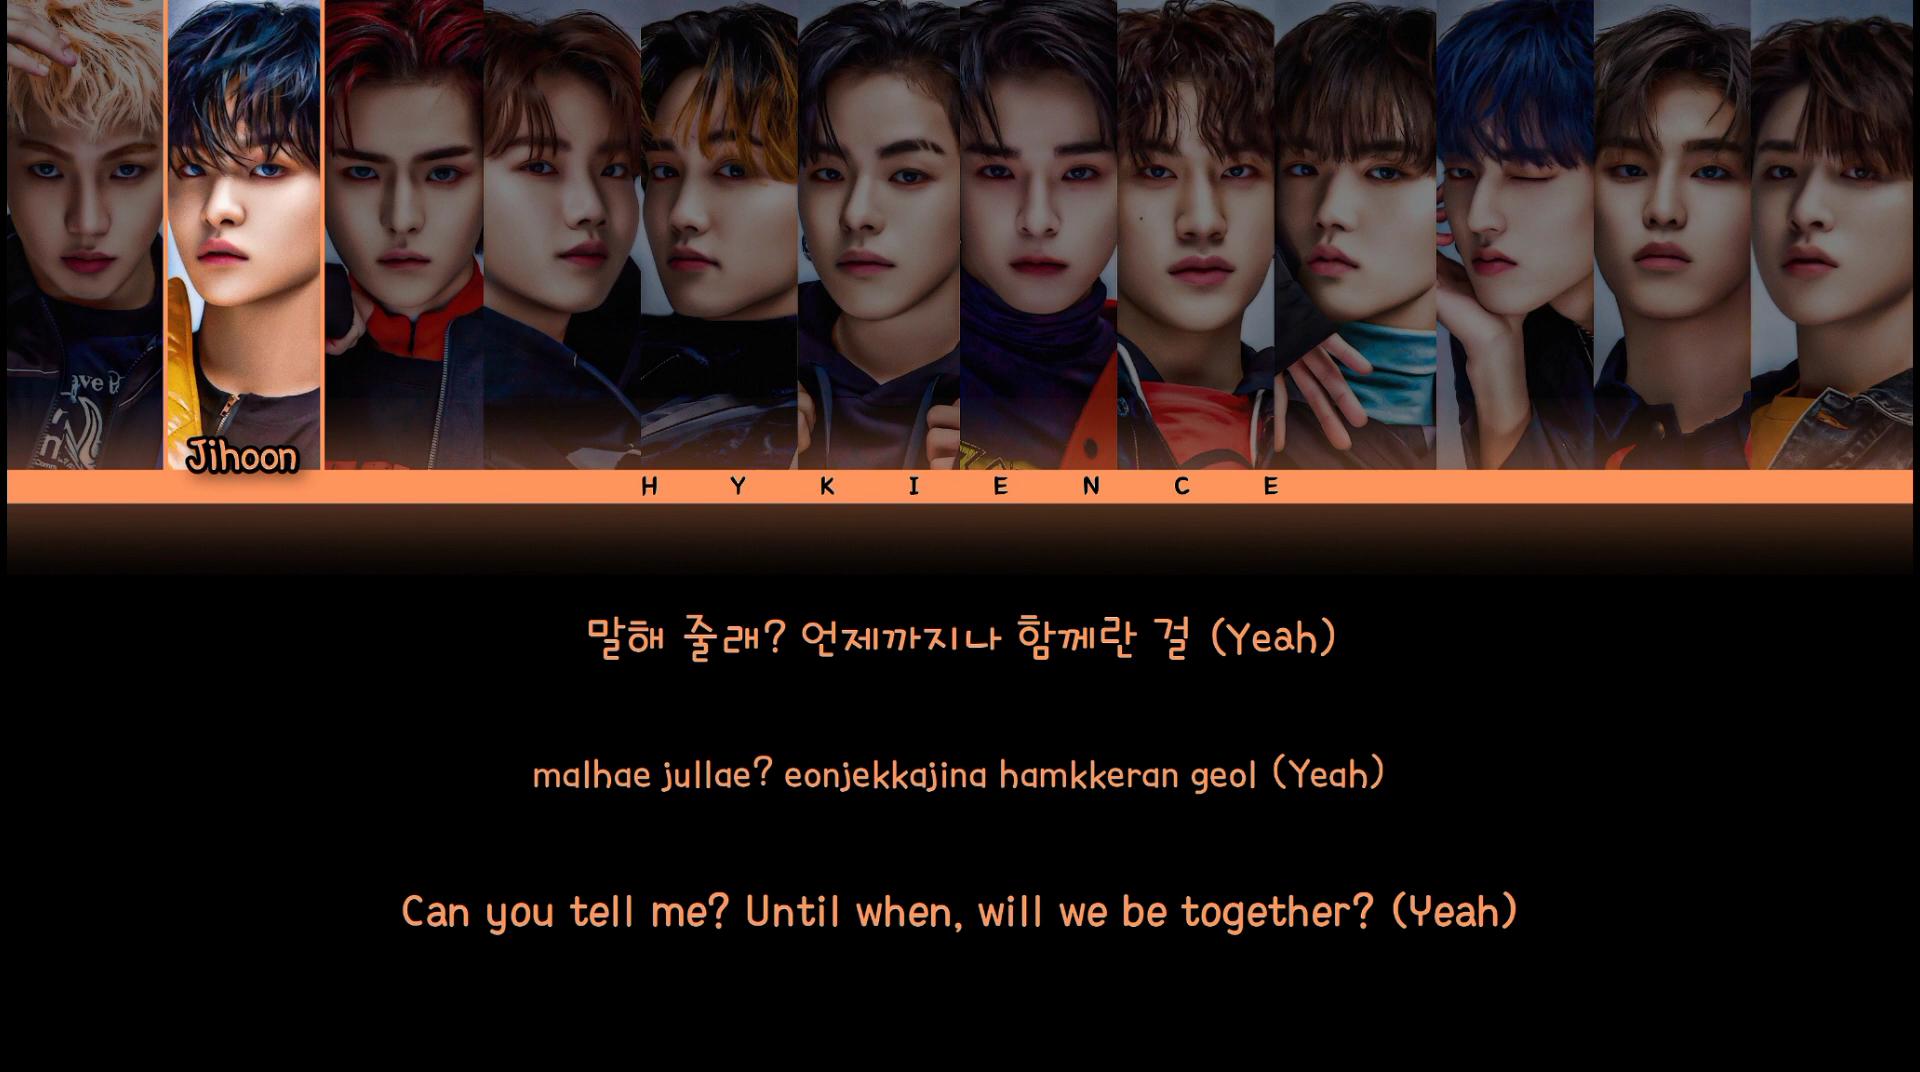 ave
Jihoon
H Y K I E N C E
말해 줄래? 언제까지나 함께란 걸 (Yeah)
malhae jullae? eonjekkajina hamkkeran geol (Yeah)
Can you tell me? Until when, will we be together? (Yeah)